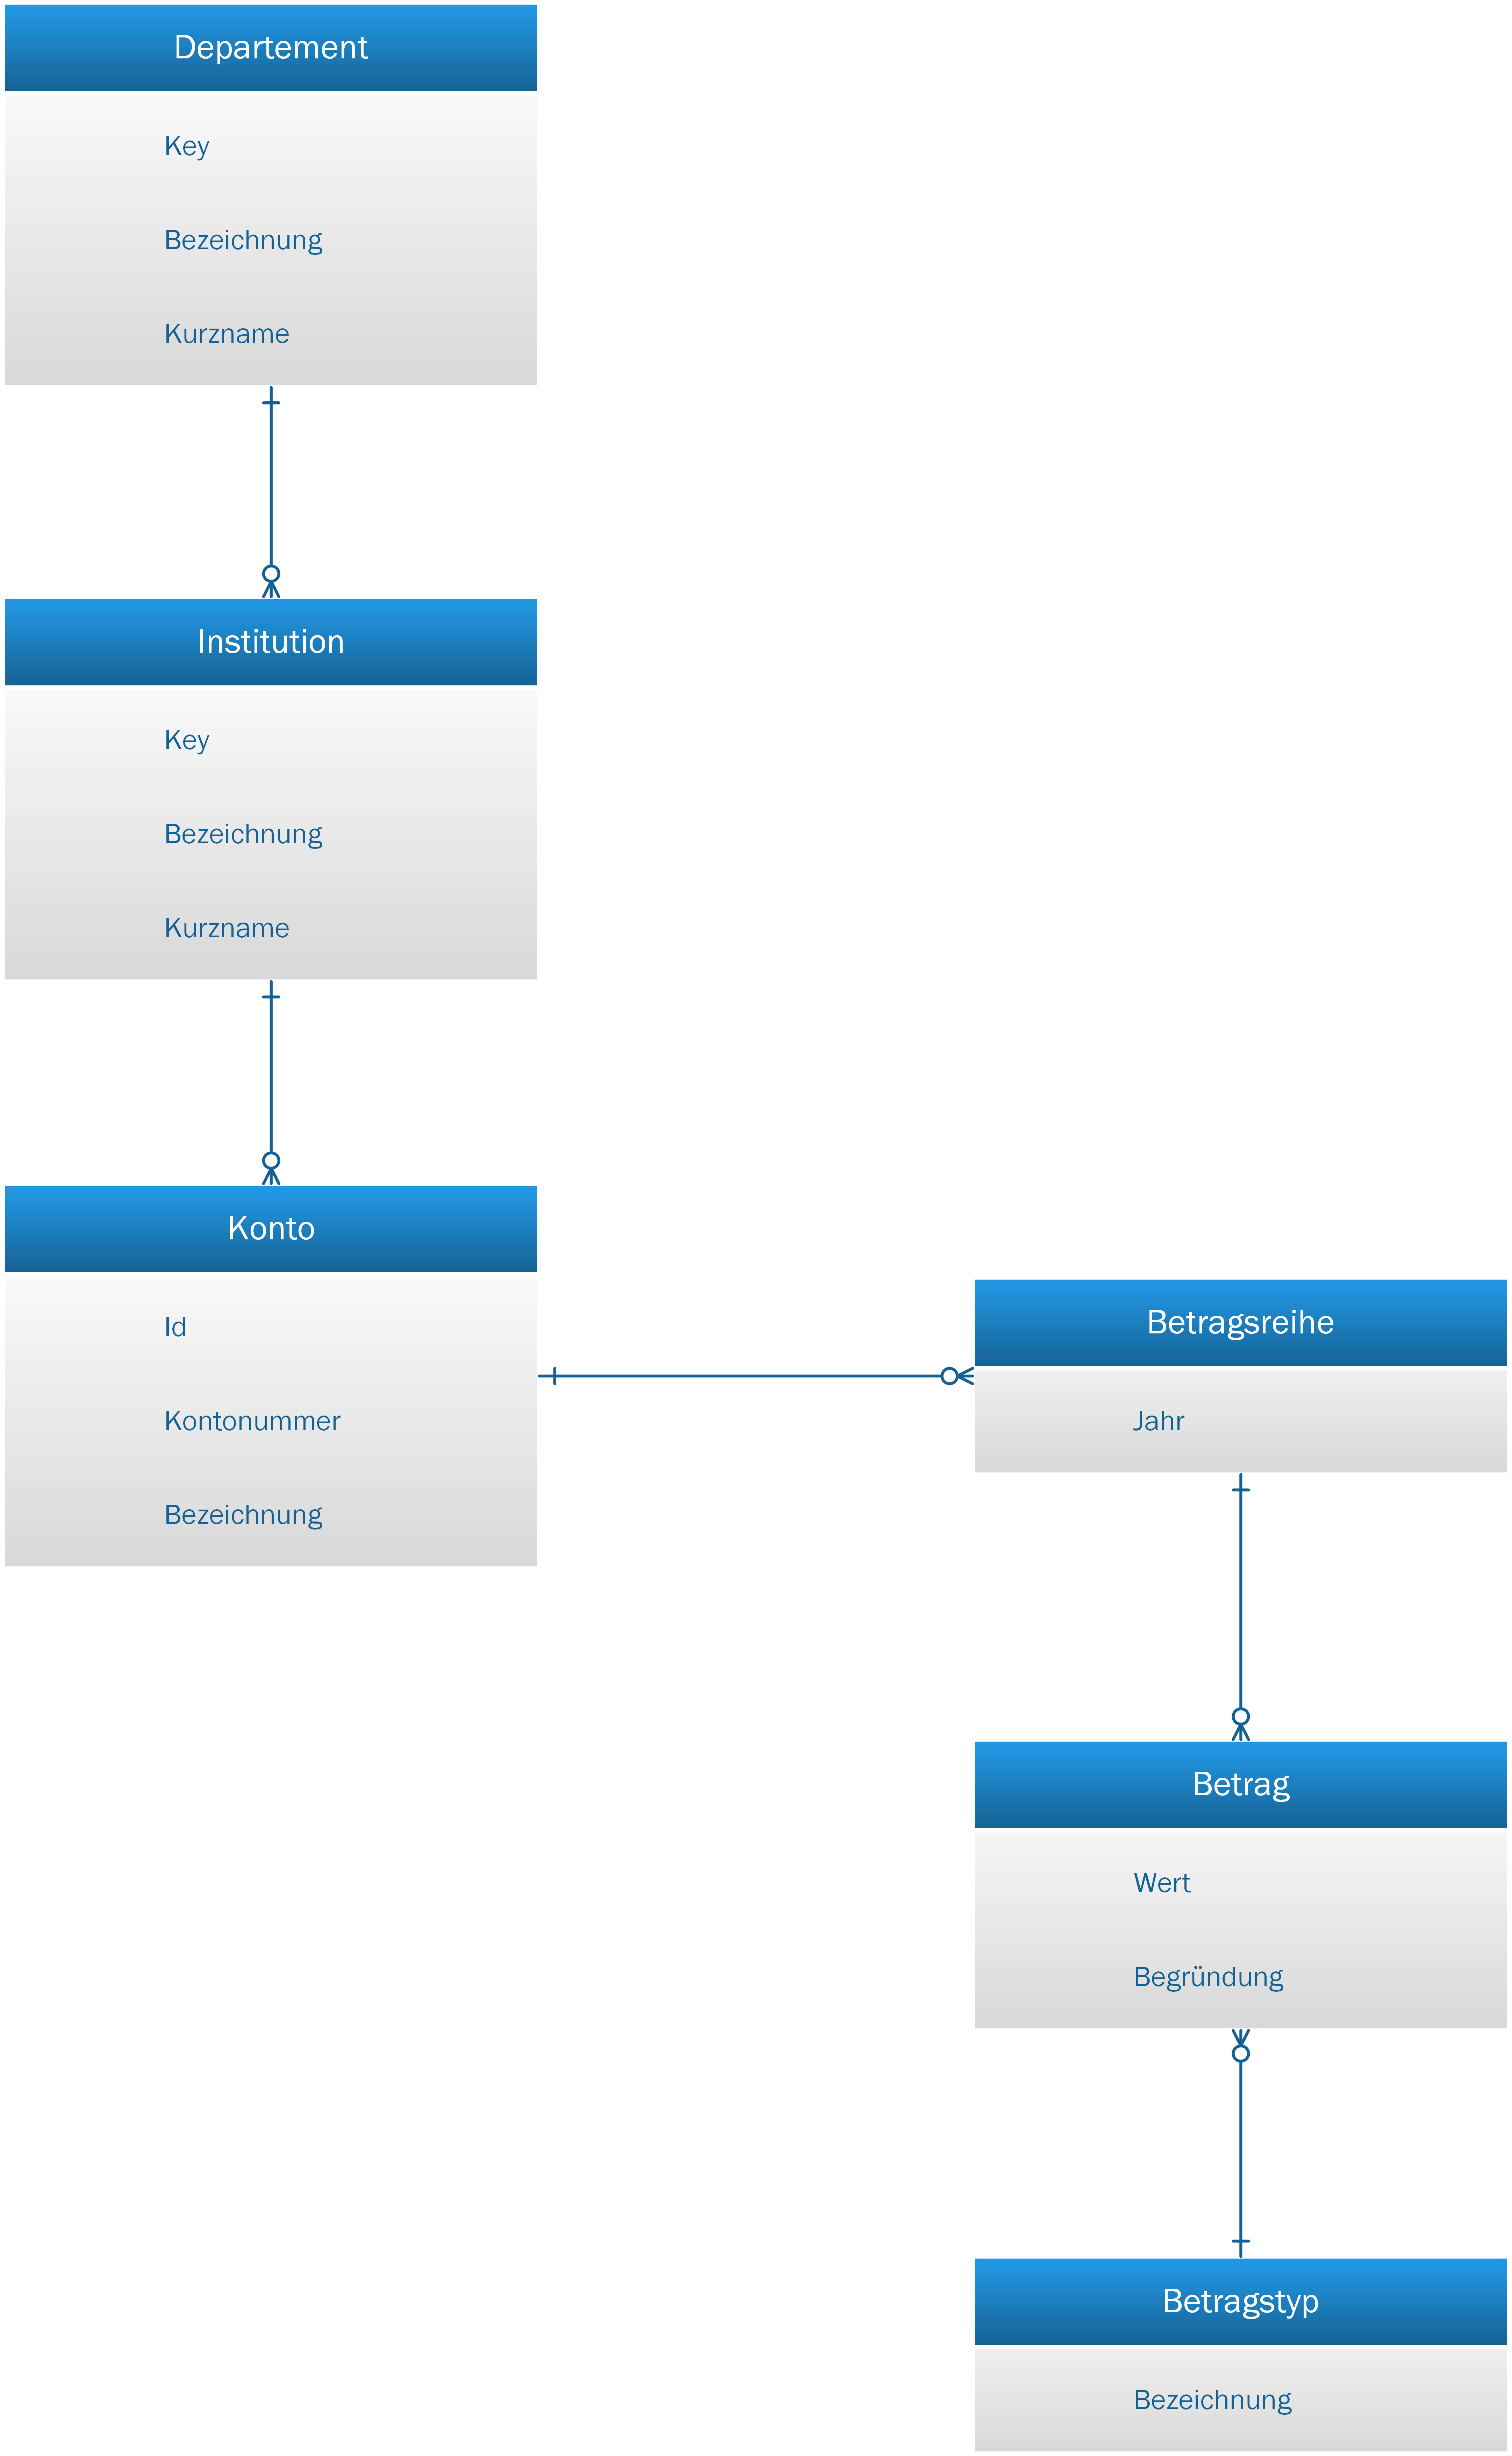 Departement
Key
Bezeichnung
Kurzname
Institution
Key
Bezeichnung
Kurzname
Konto
Id
Kontonummer
Bezeichnung
Betragsreihe
Jahr
Betrag
Wert
Begründung
Betragstyp
Bezeichnung